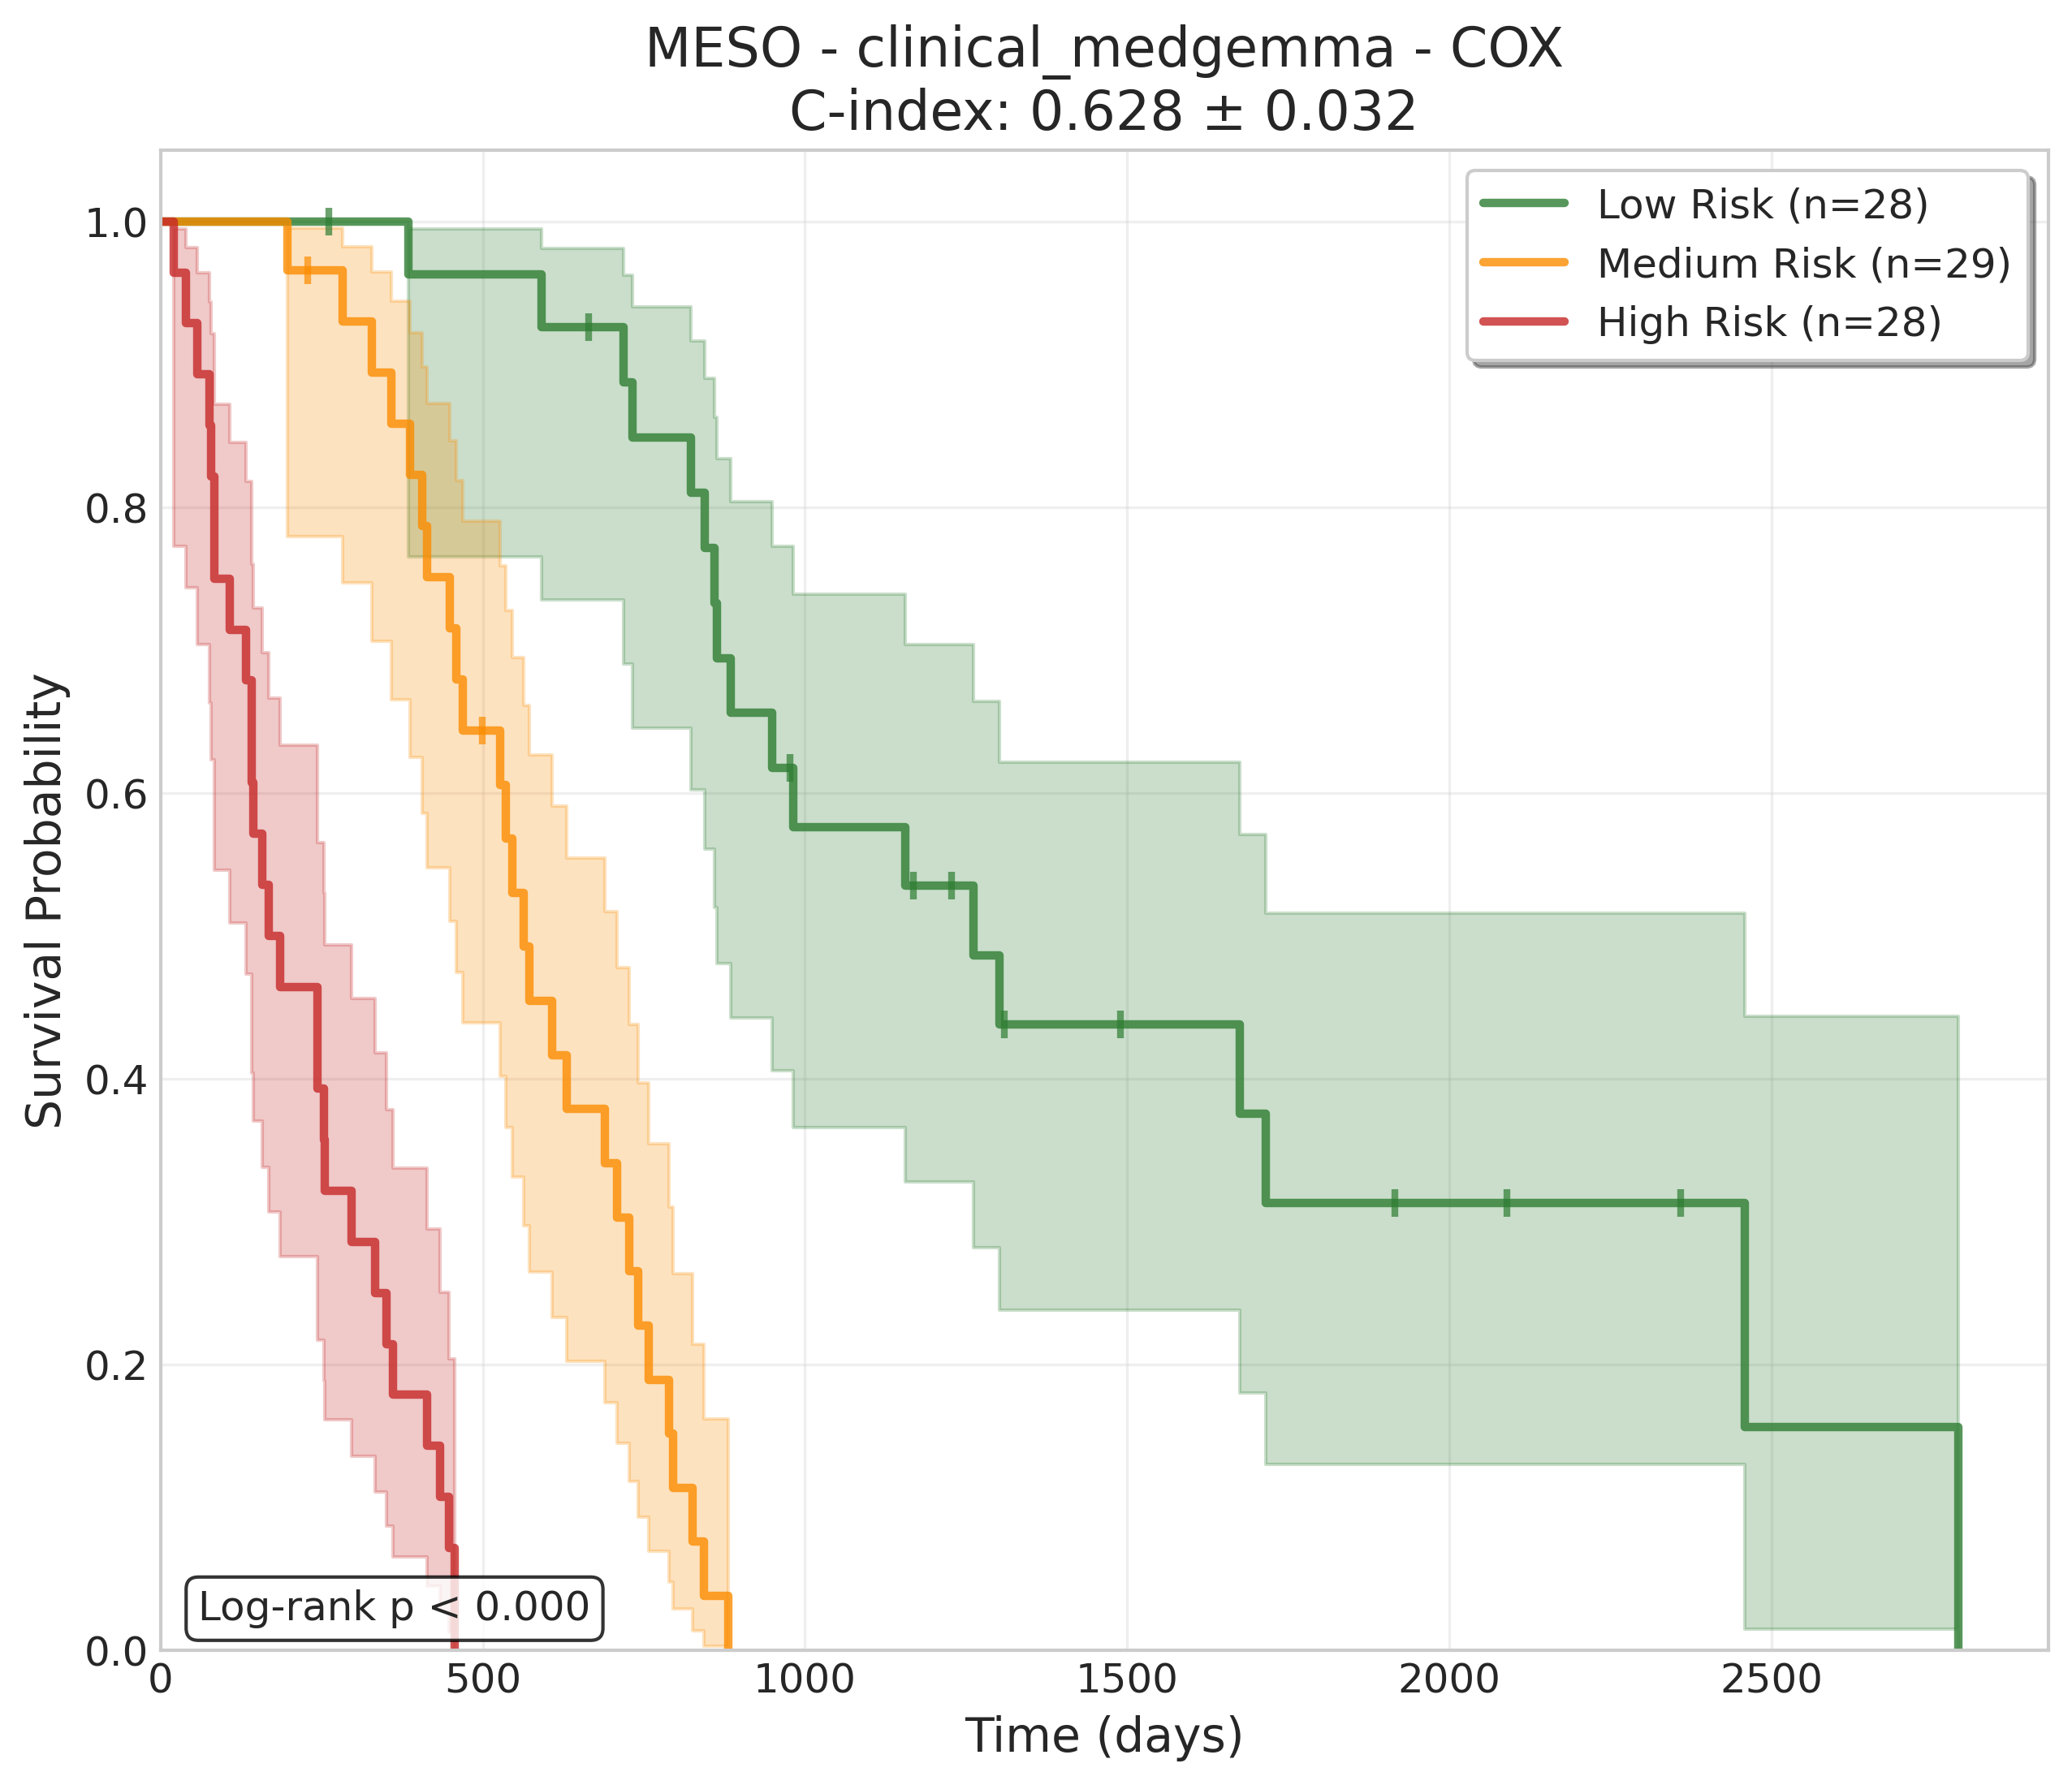 MESO - clinical_medgemma - COX
C-index: 0.628 ± 0.032
Low Risk (n=28)
Medium Risk (n=29)
High Risk (n=28)
Survival Probability
1.0
0.8
0.6
0.4
0.2
0.0
Log-rank p < 0.000
0 500 1000 1500 2000 2500
Time (days)